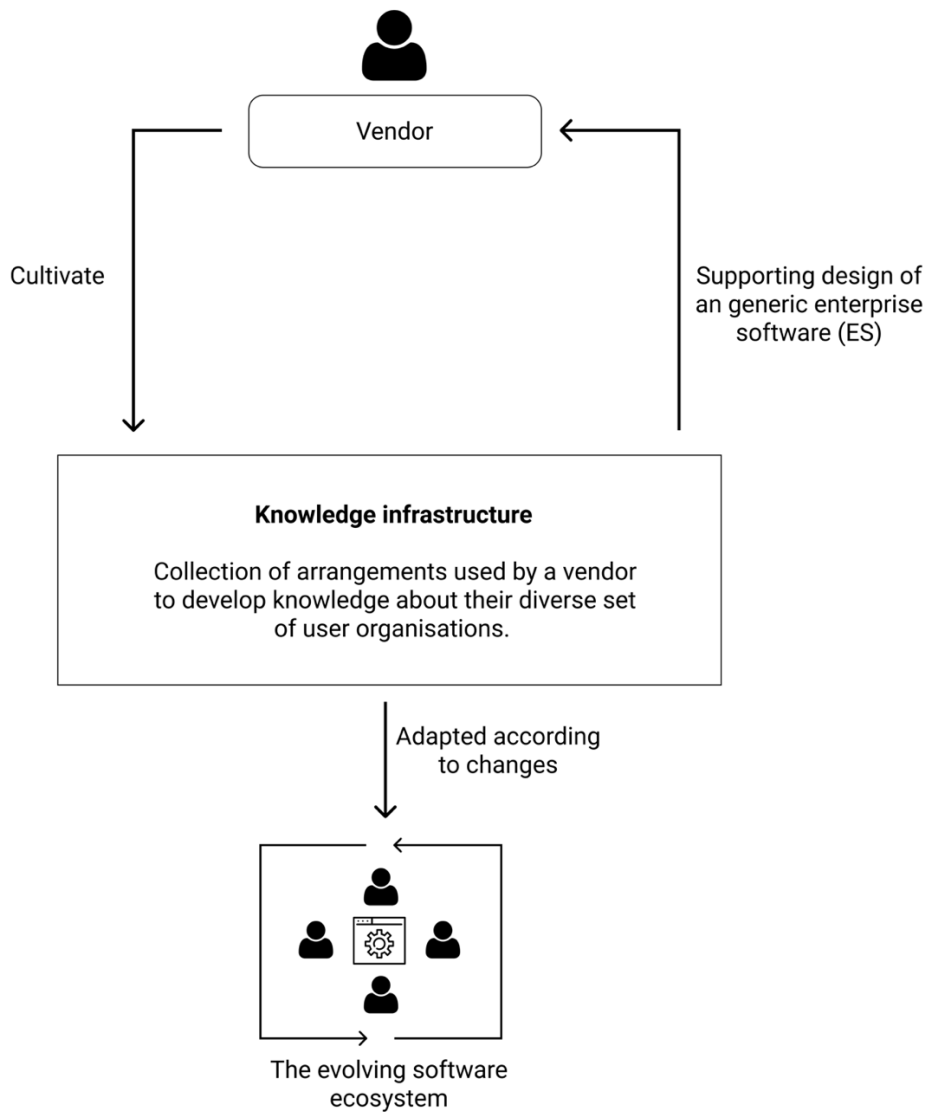 Vendor
Cultivate
Supporting design of
an generic enterprise
software (ES)
Knowledge infrastructure
Collection of arrangements used by a vendor
to develop knowledge about their diverse set
of user organisations.
Adapted according
to changes
The evolving software
ecosystem